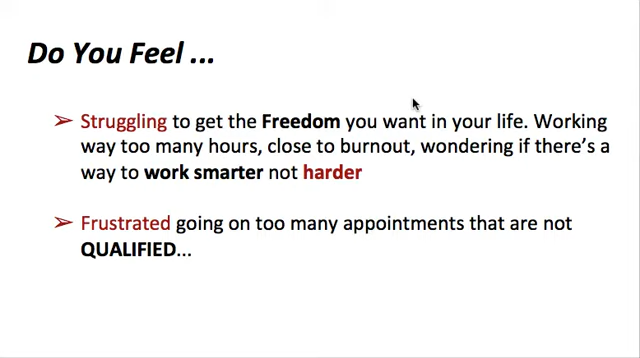 Do You Feel ...
➢ Struggling to get the Freedom you want in your life. Working
way too many hours, close to burnout, wondering if there's a
way to work smarter not harder
➢ Frustrated going on too many appointments that are not
QUALIFIED...